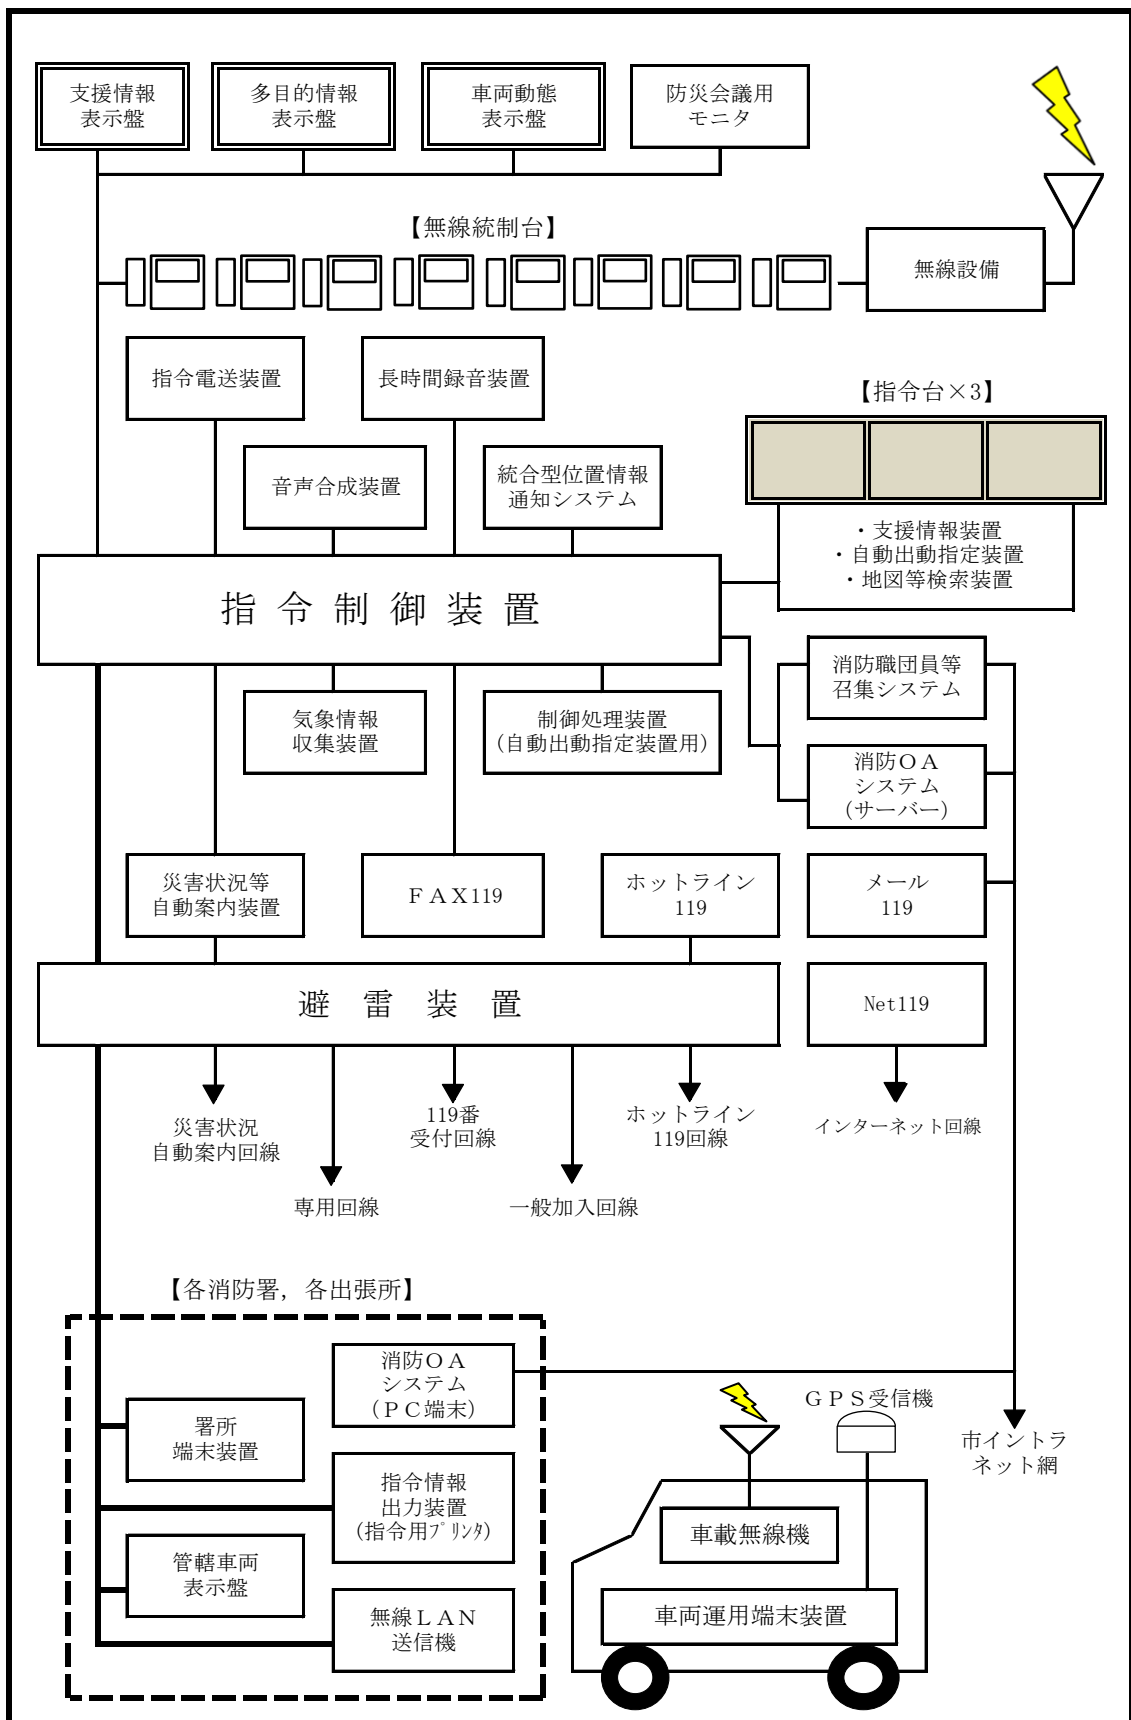 支援情報
表示盤
多目的情報
表示盤
車両動態
表示盤
防災会議用
モニタ
【無線統制台】
無線設備
指令電送装置
長時間録音装置
【指令台×3】
音声合成装置
統合型位置情報
通知システム
・支援情報装置
・自動出動指定装置
・地図等検索装置
指令制御装置
消防職団員等
召集システム
気象情報
収集装置
制御処理装置
(自動出動指定装置用)
消防ＯＡ
システム
(サーバー)
災害状況等
自動案内装置
ＦＡＸ119
ホットライン
119
メール
119
避雷装置
Net119
災害状況
自動案内回線
119番
受付回線
ホットライン
119回線
インターネット回線
専用回線
一般加入回線
【各消防署，各出張所】
消防ＯＡ
システム
(ＰＣ端末)
ＧＰＳ受信機
署所
端末装置
市イントラ
ネット網
指令情報
出力装置
(指令用ﾌﾟﾘﾝﾀ)
車載無線機
管轄車両
表示盤
無線ＬＡＮ
送信機
車両運用端末装置